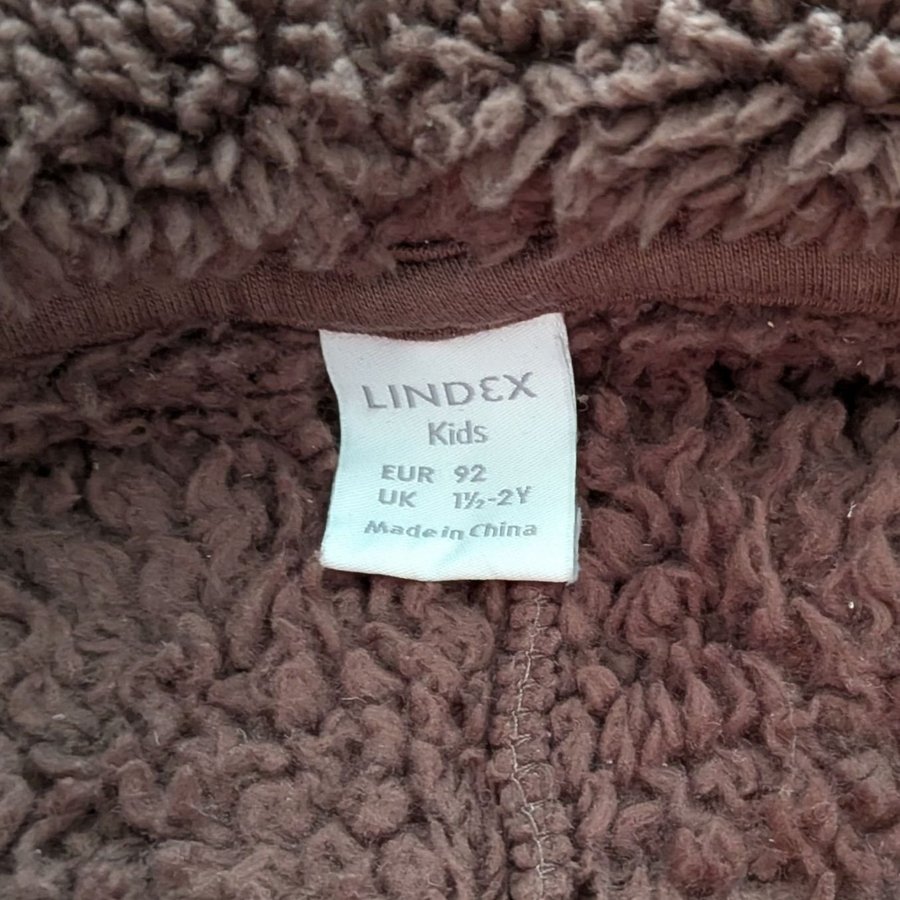 LINDEX
Kids
EUR 92
UK 1½-2Y
Made in China